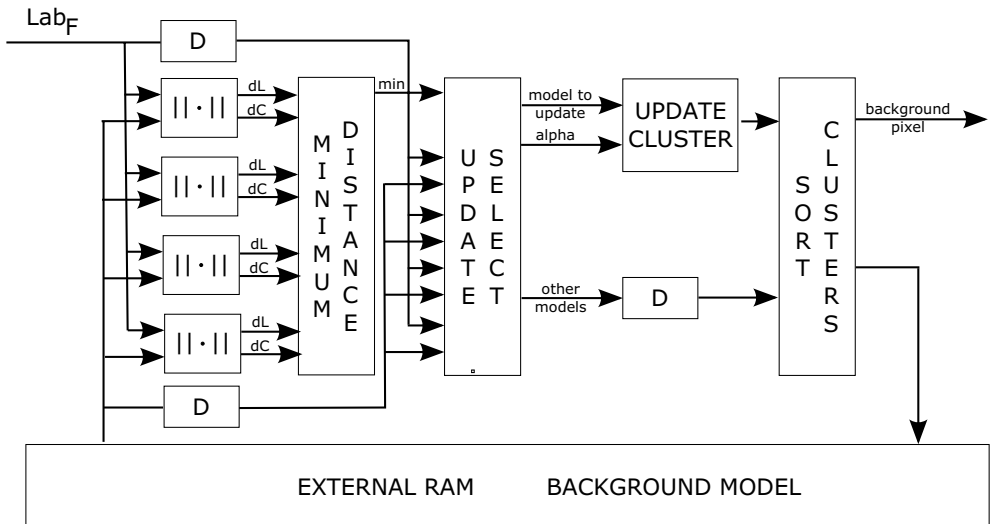 Lab_F
D
|| · ||
dL
dC
|| · ||
dL
dC
|| · ||
dL
dC
|| · ||
dL
dC
D
MINIMUM
DISTANCE
min
UPDATE
SELECT
model to
update
alpha
other
models
UPDATE
CLUSTER
D
SORT
CLUSTERS
background
pixel
EXTERNAL RAM BACKGROUND MODEL